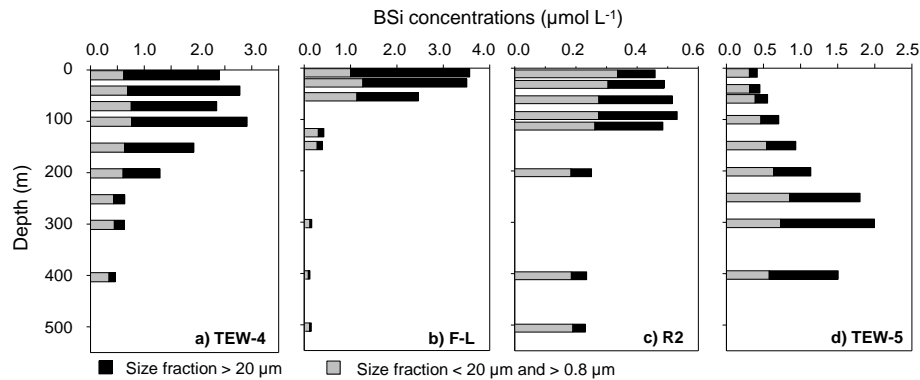 BSi concentrations (µmol L⁻¹)
0.0 1.0 2.0 3.0
0.0 1.0 2.0 3.0 4.0
0.0 0.2 0.4 0.6
0.0 0.5 1.0 1.5 2.0 2.5
Depth (m)
0
100
200
300
400
500
a) TEW-4
b) F-L
c) R2
d) TEW-5
Size fraction > 20 µm
Size fraction < 20 µm and > 0.8 µm